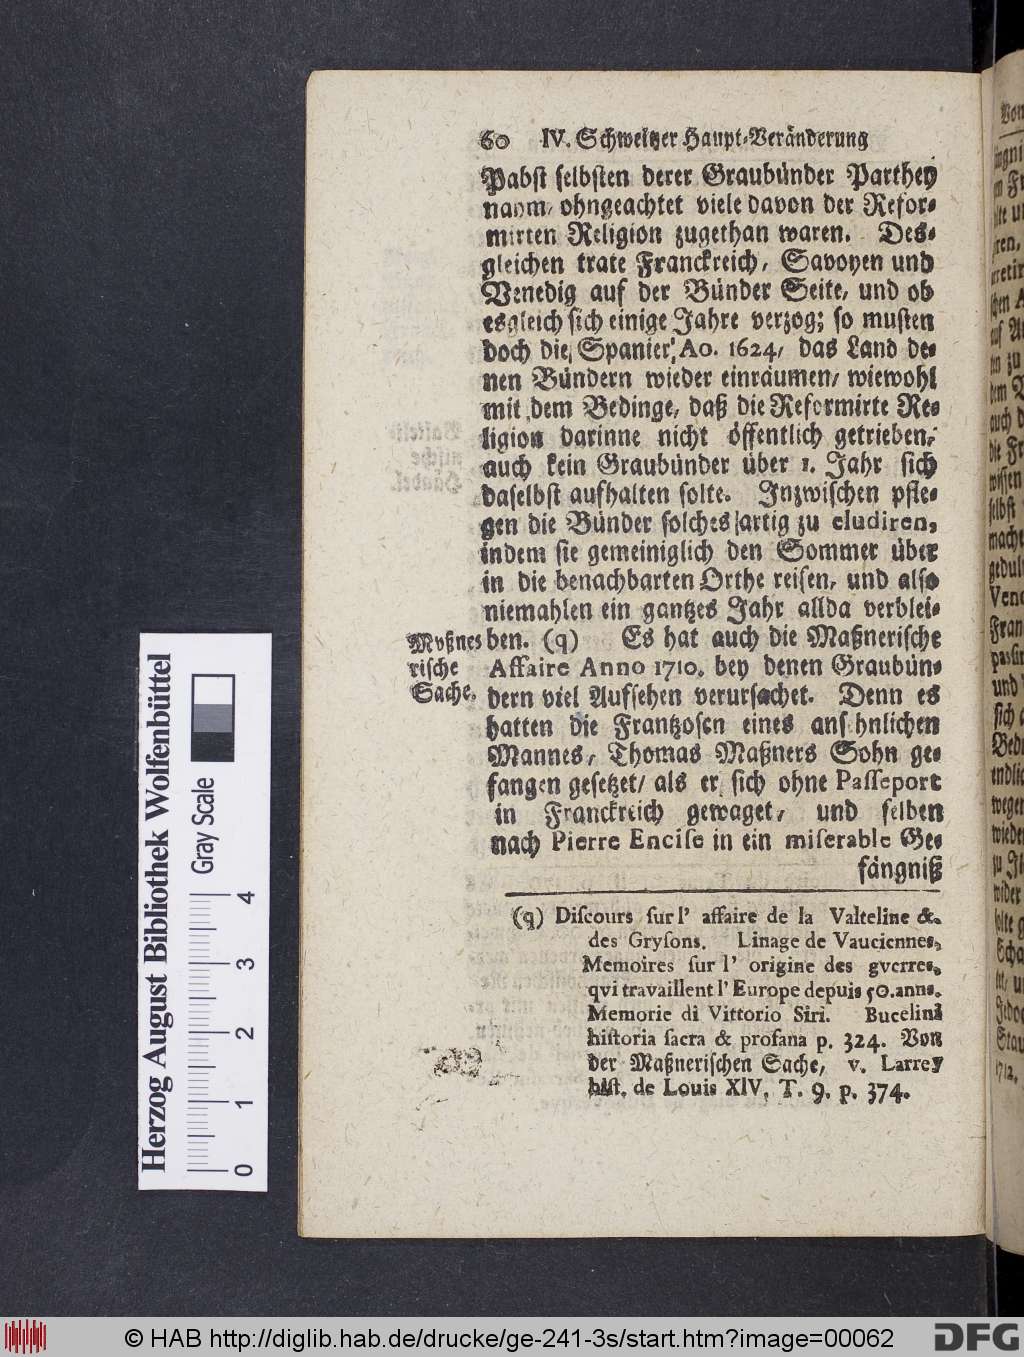 60 IV. Schweitzer Haupt-Veränderung
Pabst selbsten derer Graubünder Parthey
nahm, ohngeachtet viele davon der Refor-
mirten Religion zugethan waren. Des-
gleichen trate Franckreich, Savoyen und
Venedig auf der Bünder Seite, und ob
es gleich sich einige Jahre verzog; so musten
doch die Spanier Ao. 1624, das Land de-
nen Bündern wieder einräumen, wiewohl
mit dem Bedinge, daß die Reformirte Re-
ligion darinne nicht öffentlich getrieben,
auch kein Graubünder über 1. Jahr sich
daselbst aufhalten solte. Inzwischen pfle-
gen die Bünder solches artig zu eludiren,
indem sie gemeiniglich den Sommer über
in die benachbarten Orthe reisen, und also
niemahlen ein gantzes Jahr allda verblei-
ben. (q) Es hat auch die Maßnerische
Affaire Anno 1710. bey denen Graubün-
dern viel Aufsehen verursachet. Denn es
hatten die Frantzosen eines ansehnlichen
Mannes, Thomas Maßners Sohn ge-
fangen gesetzet, als er sich ohne Passeport
in Franckreich gewaget, und selben
nach Pierre Encise in ein miserable Ge-
fängniß
Maßne-
rische
Sache.
(q) Discours sur l' affaire de la Valteline &
des Grysons. Linage de Vauciennes,
Memoires sur l' origine des gverres,
qvi travaillent l' Europe depuis 50. anns.
Memorie di Vittorio Siri. Bucelini
historia sacra & profana p. 324. Von
der Maßnerischen Sache, v. Larrey
hist. de Louis XIV. T. 9. p. 374.
Herzog August Bibliothek Wolfenbüttel
Gray Scale
0 1 2 3 4
© HAB http://diglib.hab.de/drucke/ge-241-3s/start.htm?image=00062
DFG